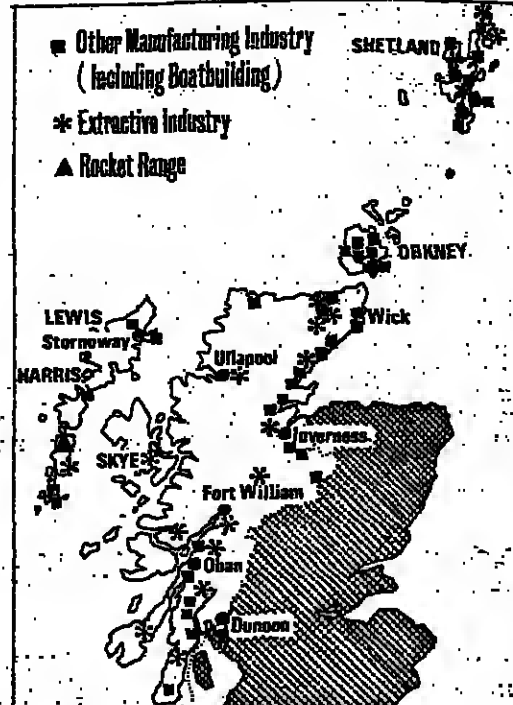 Other Manufacturing Industry
(Including Boatbuilding)
Extractive Industry
Rocket Range
SHETLAND
ORKNEY
LEWIS
Stornoway
Wick
Ullapool
HARRIS
Inverness
SKYE
Fort William
Oban
Dunoon